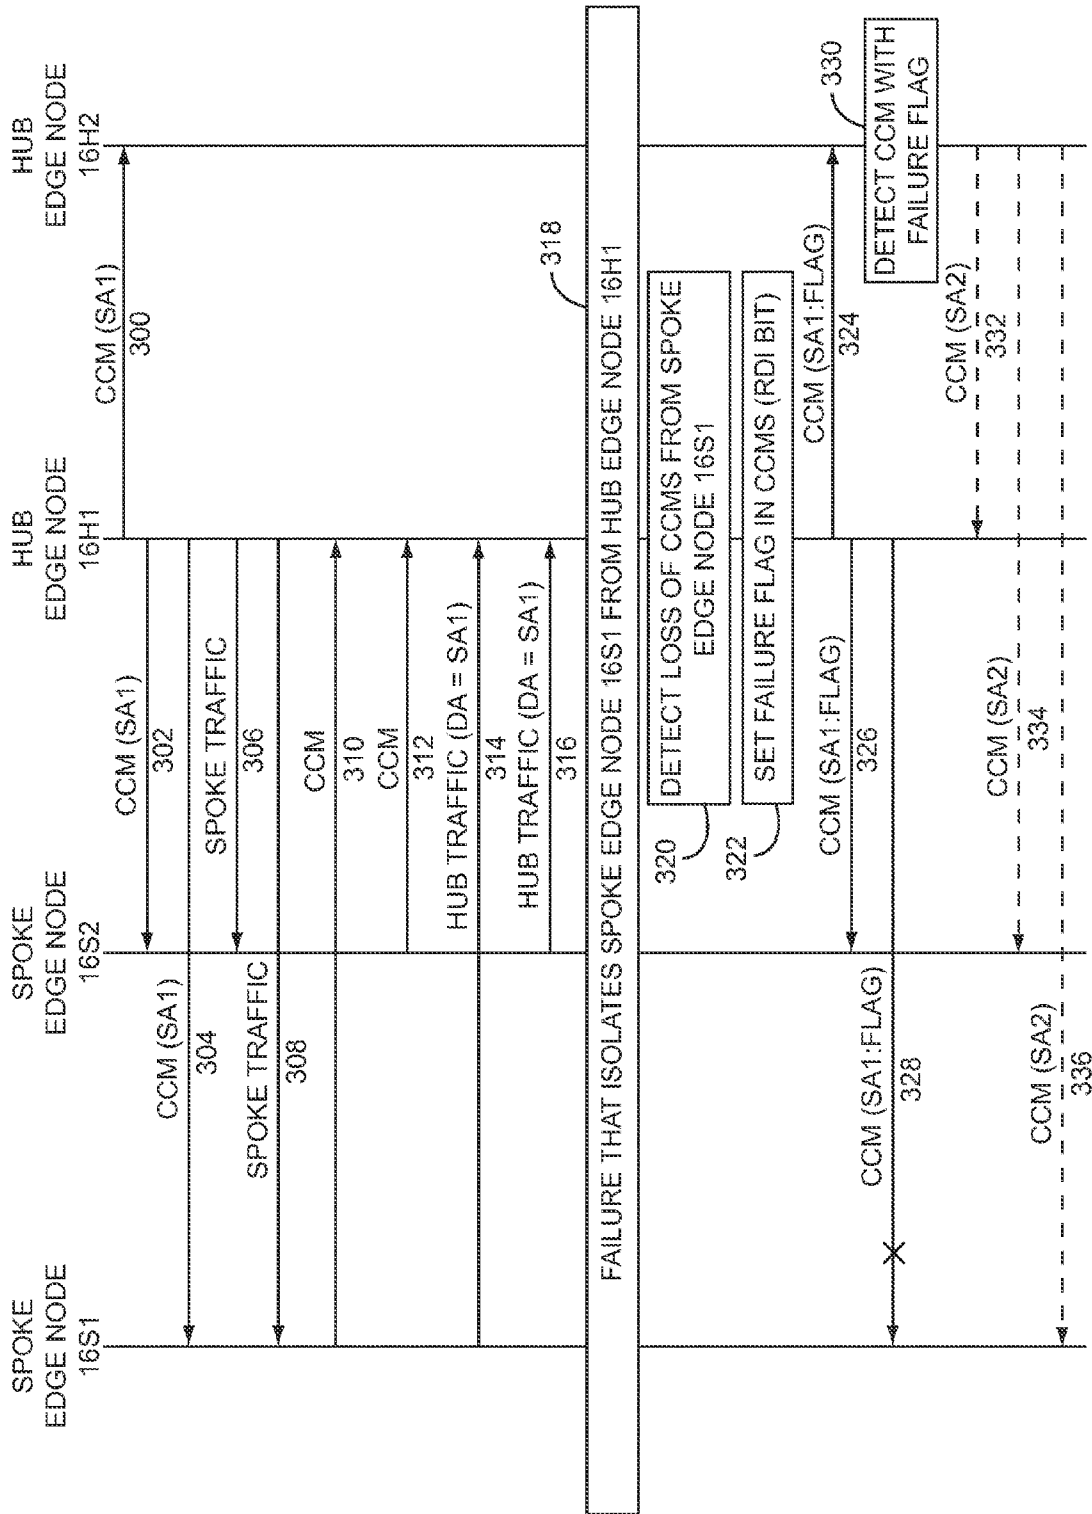 SPOKE
EDGE NODE
16S1
SPOKE
EDGE NODE
16S2
HUB
EDGE NODE
16H1
HUB
EDGE NODE
16H2
CCM (SA1)
300
CCM (SA1)
302
CCM (SA1)
304
SPOKE TRAFFIC
306
SPOKE TRAFFIC
308
CCM
310
CCM
312
HUB TRAFFIC (DA = SA1)
314
HUB TRAFFIC (DA = SA1)
316
318
FAILURE THAT ISOLATES SPOKE EDGE NODE 16S1 FROM HUB EDGE NODE 16H1
DETECT LOSS OF CCMS FROM SPOKE
EDGE NODE 16S1
320
SET FAILURE FLAG IN CCMS (RDI BIT)
322
CCM (SA1:FLAG)
324
CCM (SA1:FLAG)
326
CCM (SA1:FLAG)
328
330
DETECT CCM WITH
FAILURE FLAG
CCM (SA2)
332
CCM (SA2)
334
CCM (SA2)
336